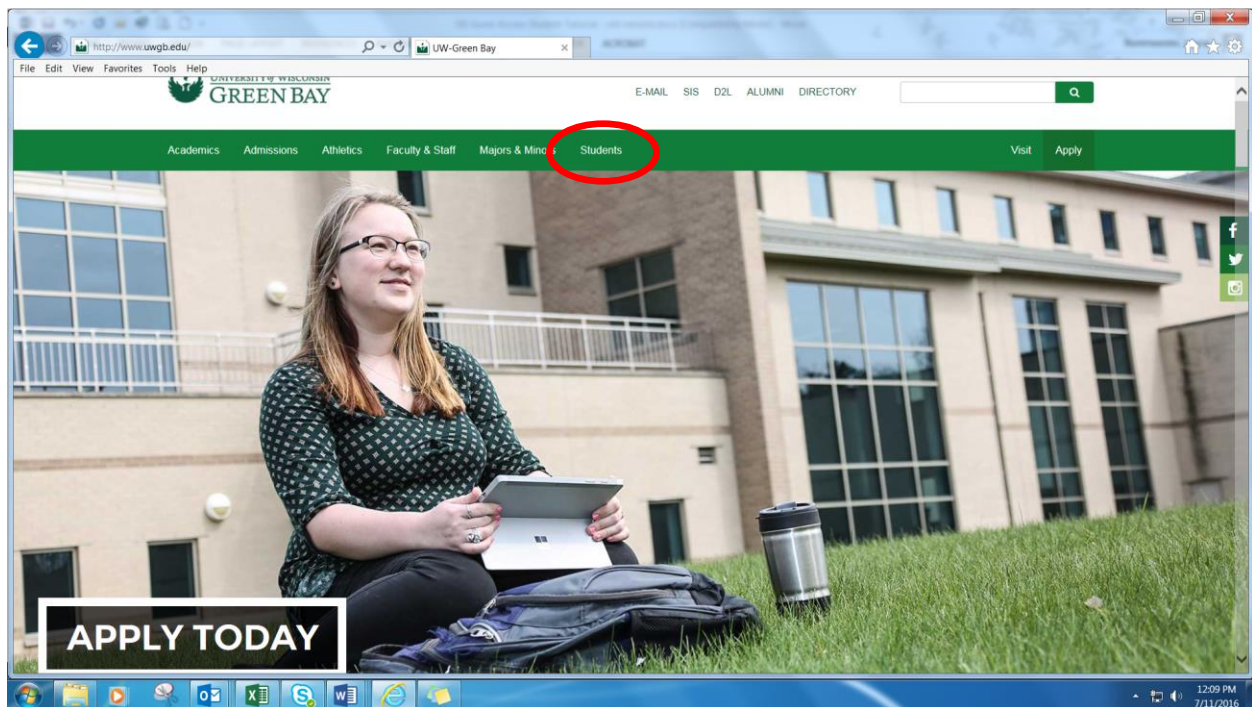 http://www.uwgb.edu/
UW-Green Bay
File Edit View Favorites Tools Help
UNIVERSITY of WISCONSIN
GREEN BAY
E-MAIL SIS D2L ALUMNI DIRECTORY
Academics Admissions Athletics Faculty & Staff Majors & Minors Students Visit Apply
APPLY TODAY
12:09 PM
7/11/2016